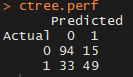 > ctree.perf
Predicted
Actual 0 1
0 94 15
1 33 49